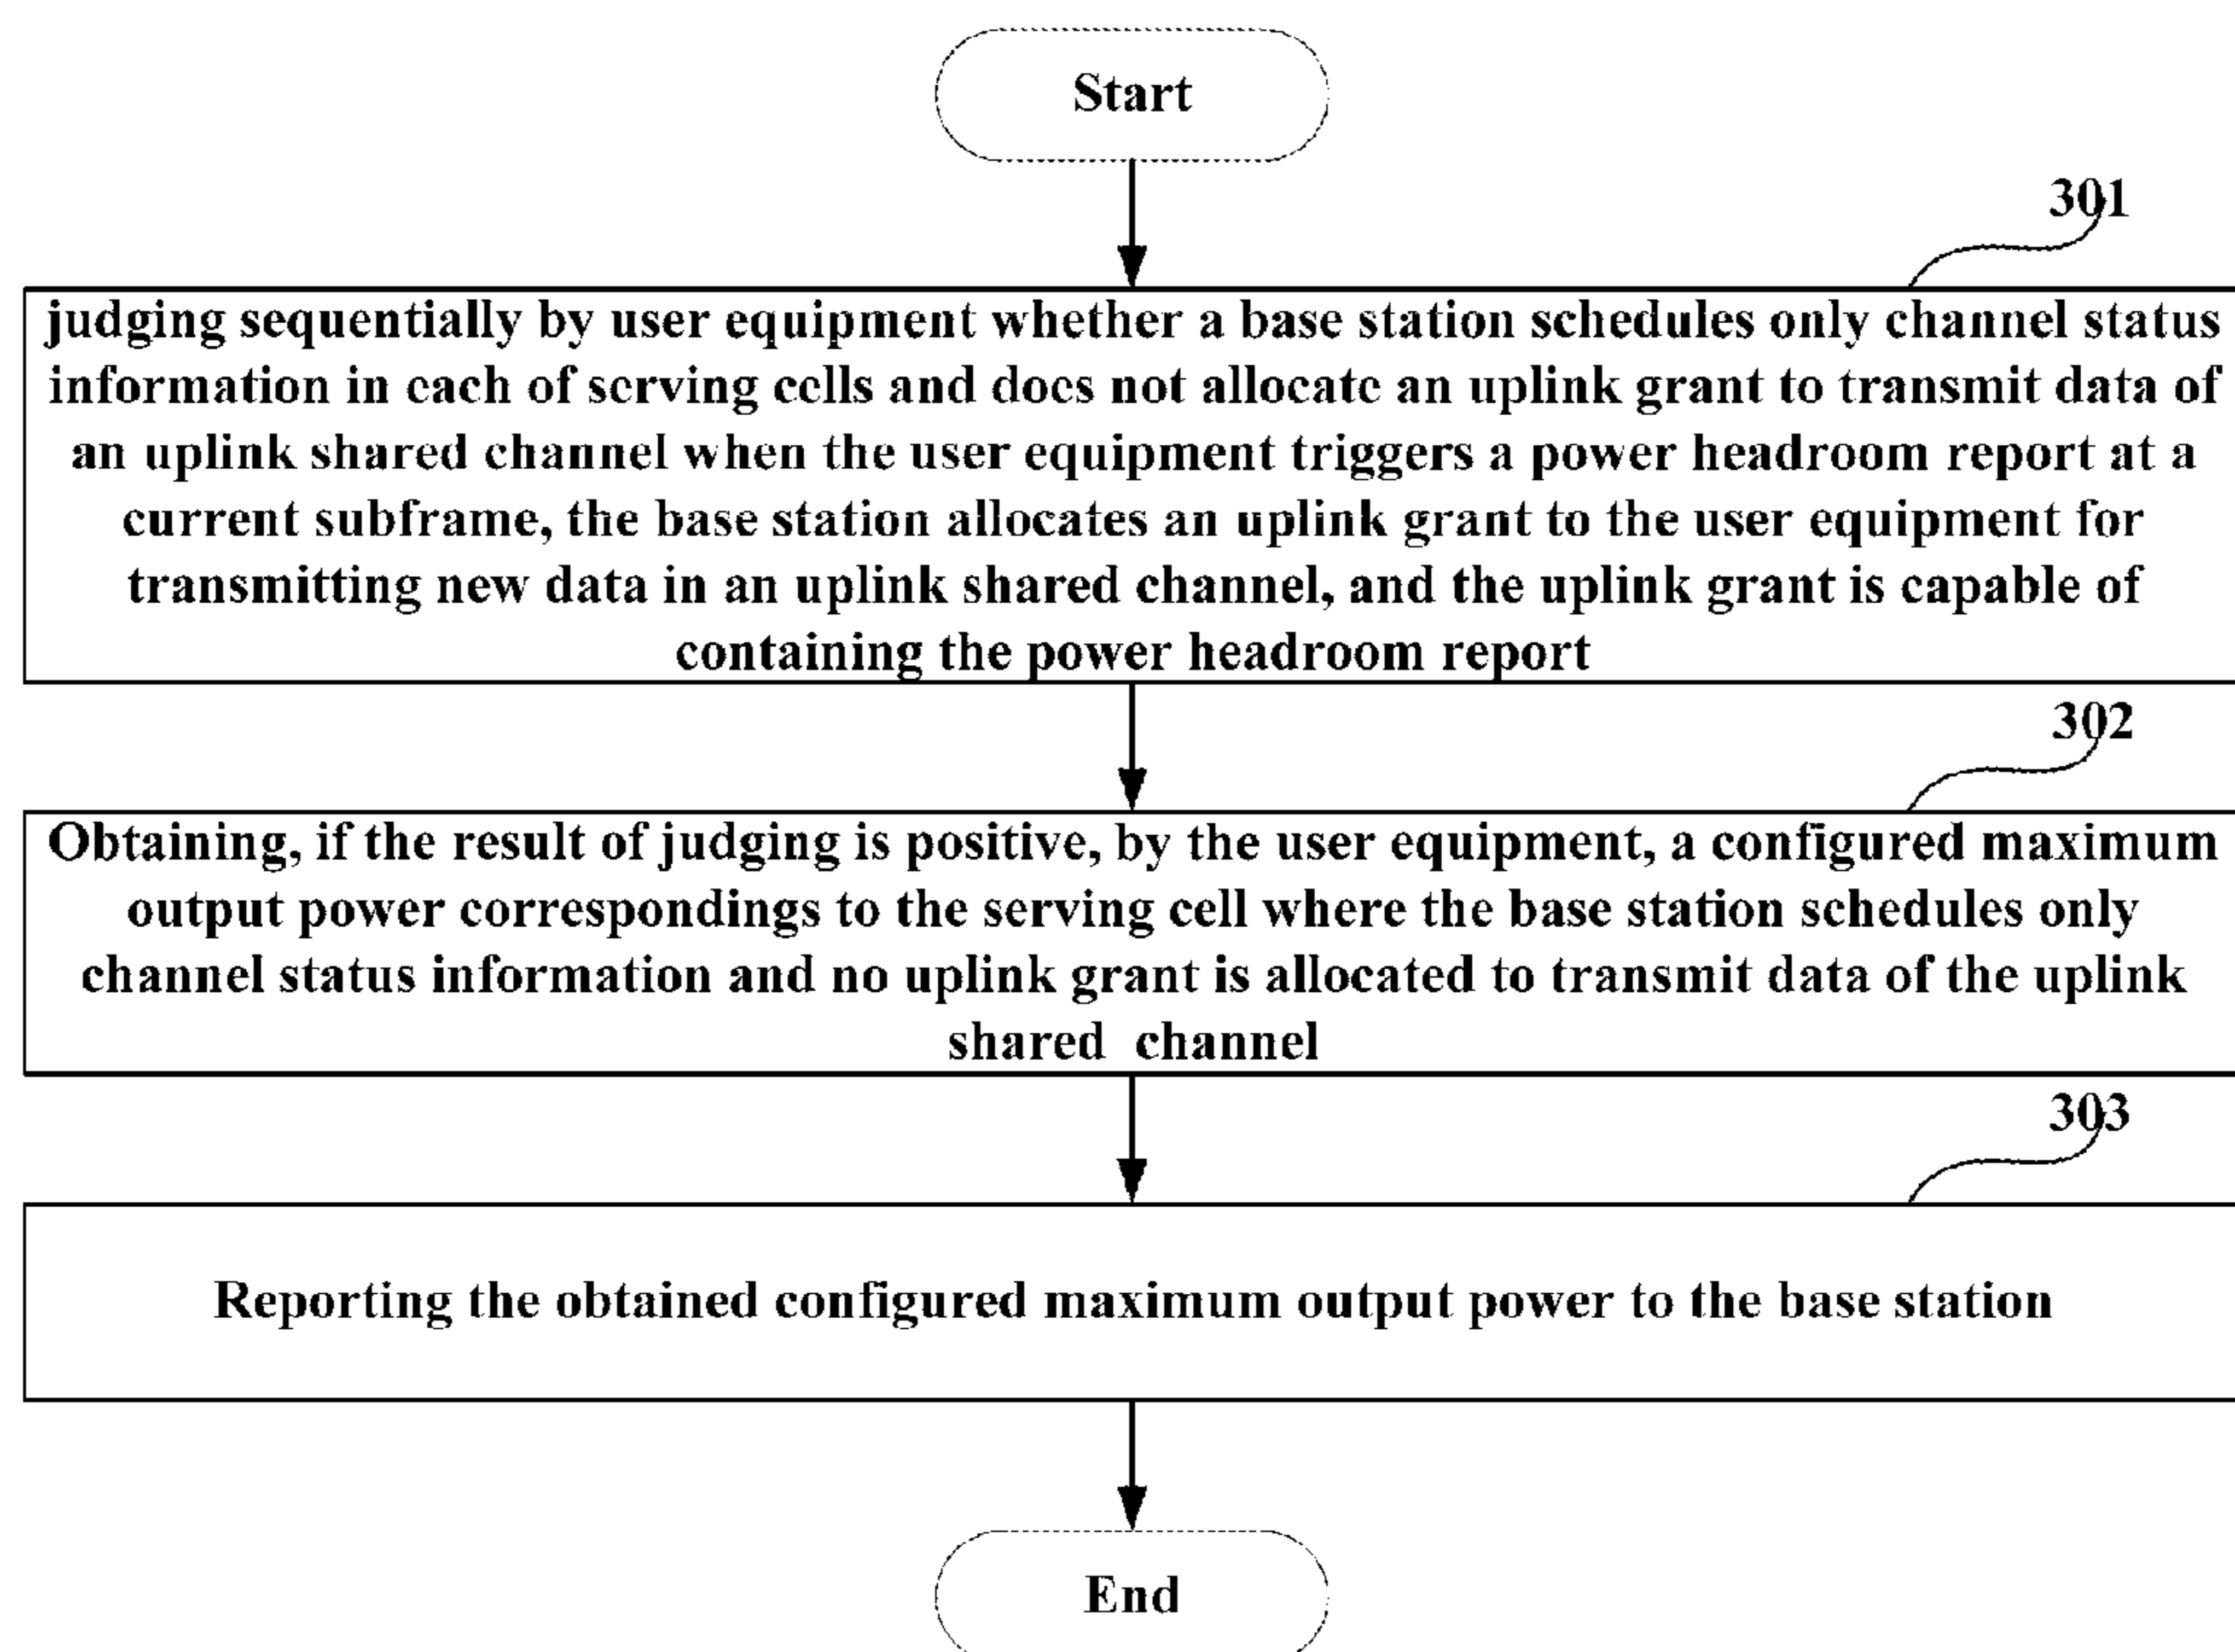 Start
301
judging sequentially by user equipment whether a base station schedules only channel status
information in each of serving cells and does not allocate an uplink grant to transmit data of
an uplink shared channel when the user equipment triggers a power headroom report at a
current subframe, the base station allocates an uplink grant to the user equipment for
transmitting new data in an uplink shared channel, and the uplink grant is capable of
containing the power headroom report
302
Obtaining, if the result of judging is positive, by the user equipment, a configured maximum
output power correspondings to the serving cell where the base station schedules only
channel status information and no uplink grant is allocated to transmit data of the uplink
shared channel
303
Reporting the obtained configured maximum output power to the base station
End